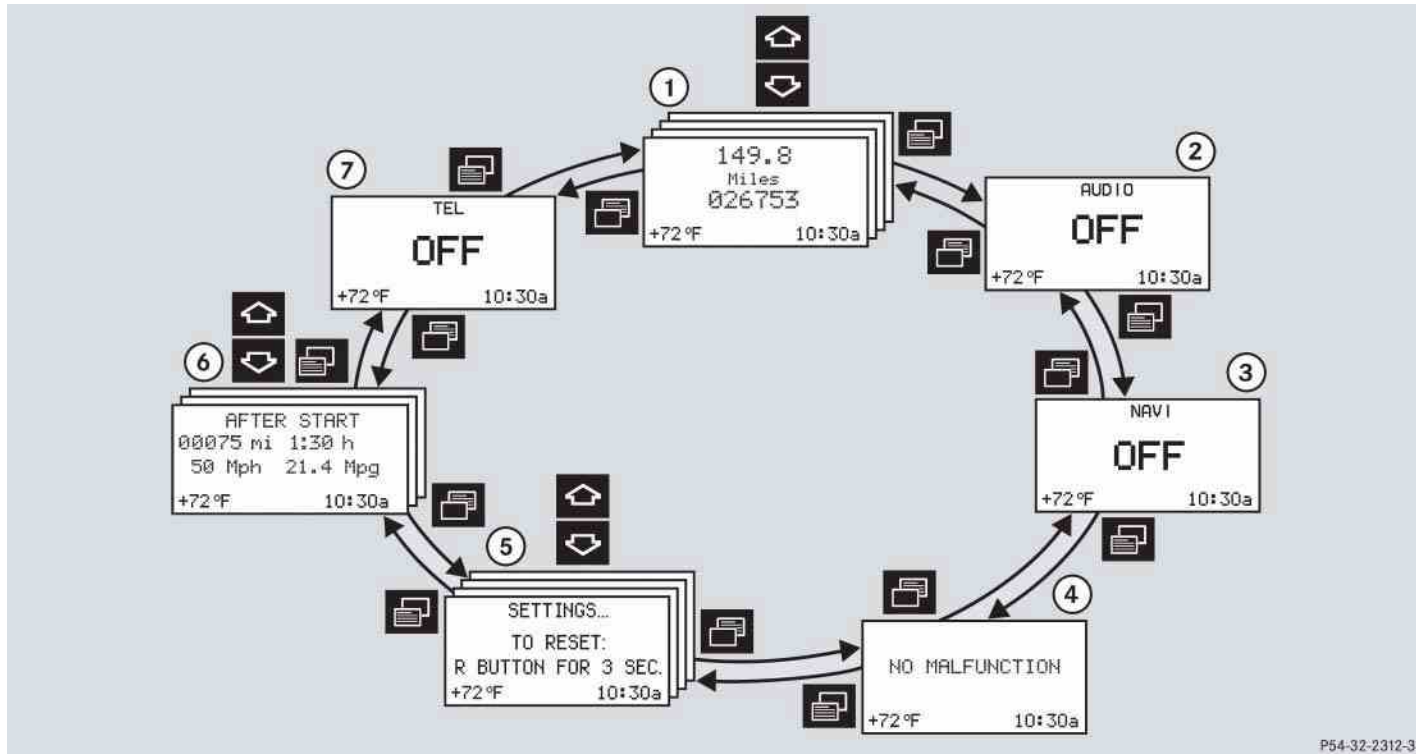 1
149.8
Miles
026753
+72°F 10:30a
2
AUDIO
OFF
+72°F 10:30a
3
NAVI
OFF
+72°F 10:30a
4
NO MALFUNCTION
+72°F 10:30a
5
SETTINGS...
TO RESET:
R BUTTON FOR 3 SEC.
+72°F 10:30a
6
AFTER START
00075 mi 1:30 h
50 Mph 21.4 Mpg
+72°F 10:30a
7
TEL
OFF
+72°F 10:30a
P54-32-2312-3